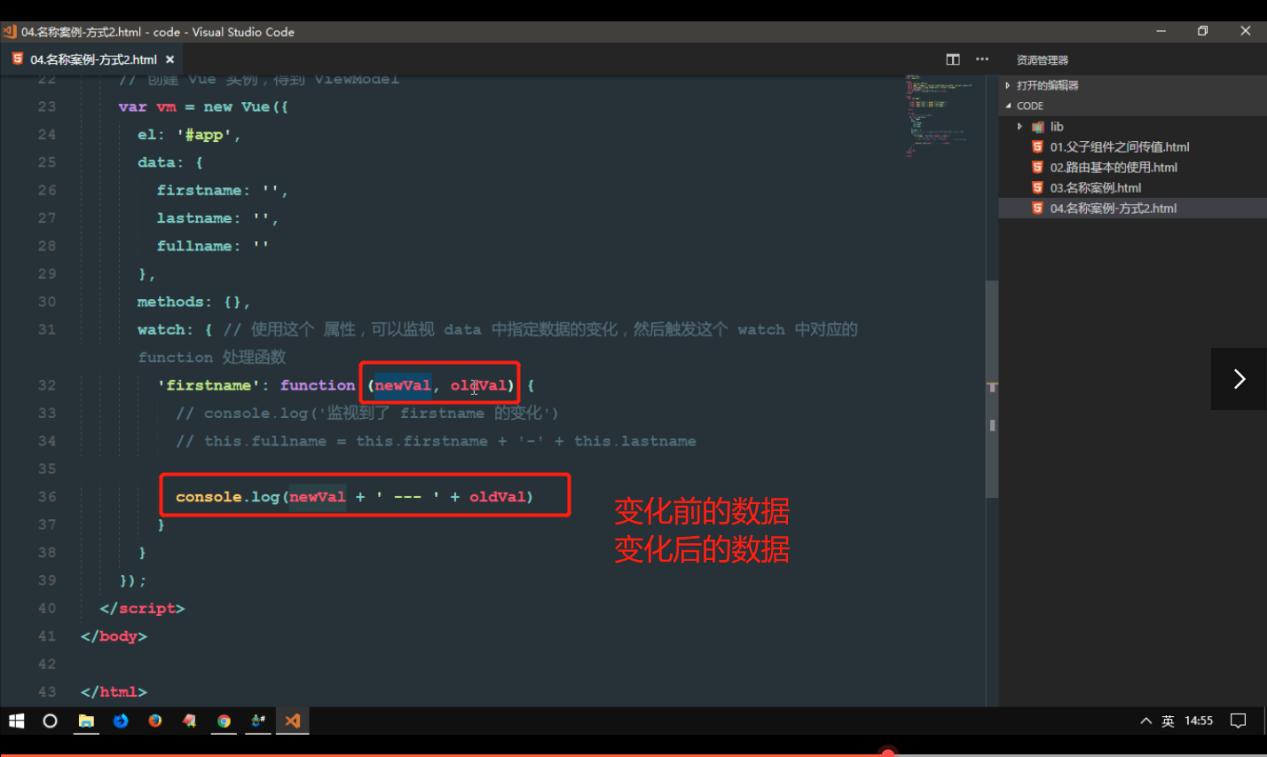 04.名称案例-方式2.html - code - Visual Studio Code
04.名称案例-方式2.html ×
资源管理器
打开的编辑器
CODE
lib
01.父子组件之间传值.html
02.路由基本的使用.html
03.名称案例.html
04.名称案例-方式2.html
22 // 创建 Vue 实例，得到 ViewModel
23 var vm = new Vue({
24 el: '#app',
25 data: {
26 firstname: '',
27 lastname: '',
28 fullname: ''
29 },
30 methods: {},
31 watch: { // 使用这个 属性，可以监视 data 中指定数据的变化，然后触发这个 watch 中对应的
function 处理函数
32 'firstname': function (newVal, oldVal) {
33 // console.log('监视到了 firstname 的变化')
34 // this.fullname = this.firstname + '-' + this.lastname
35
36 console.log(newVal + ' --- ' + oldVal)
37 }
38 }
39 });
40 </script>
41 </body>
42
43 </html>
变化前的数据
变化后的数据
英 14:55